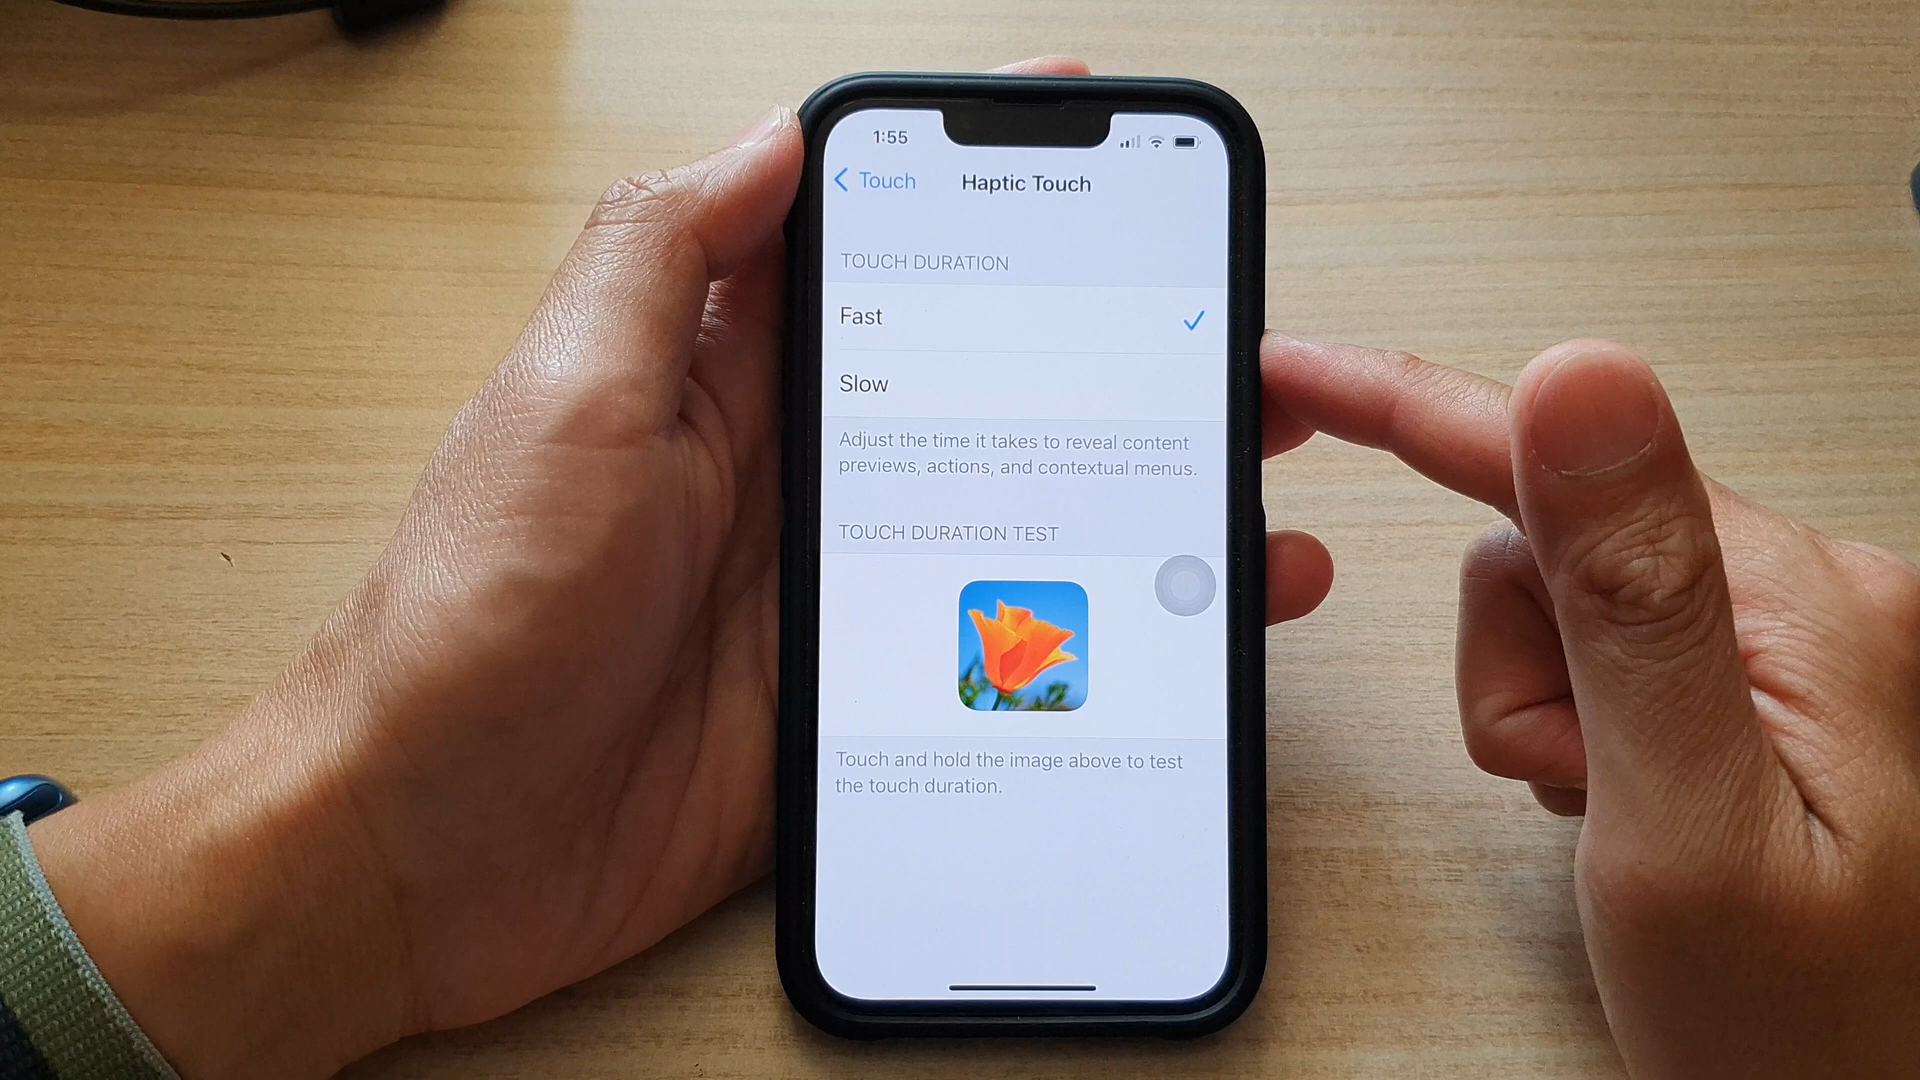 1:55
Touch
Haptic Touch
TOUCH DURATION
Fast
Slow
Adjust the time it takes to reveal content
previews, actions, and contextual menus.
TOUCH DURATION TEST
Touch and hold the image above to test
the touch duration.